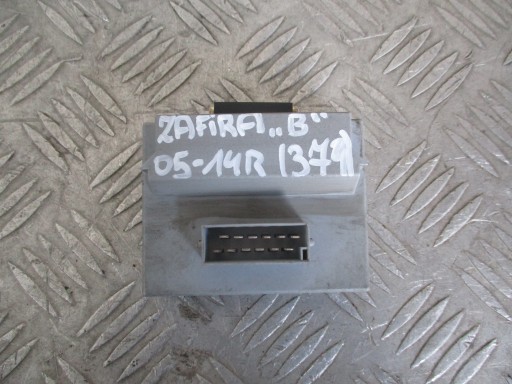 ZAFIRA „B"
05-14R (379)